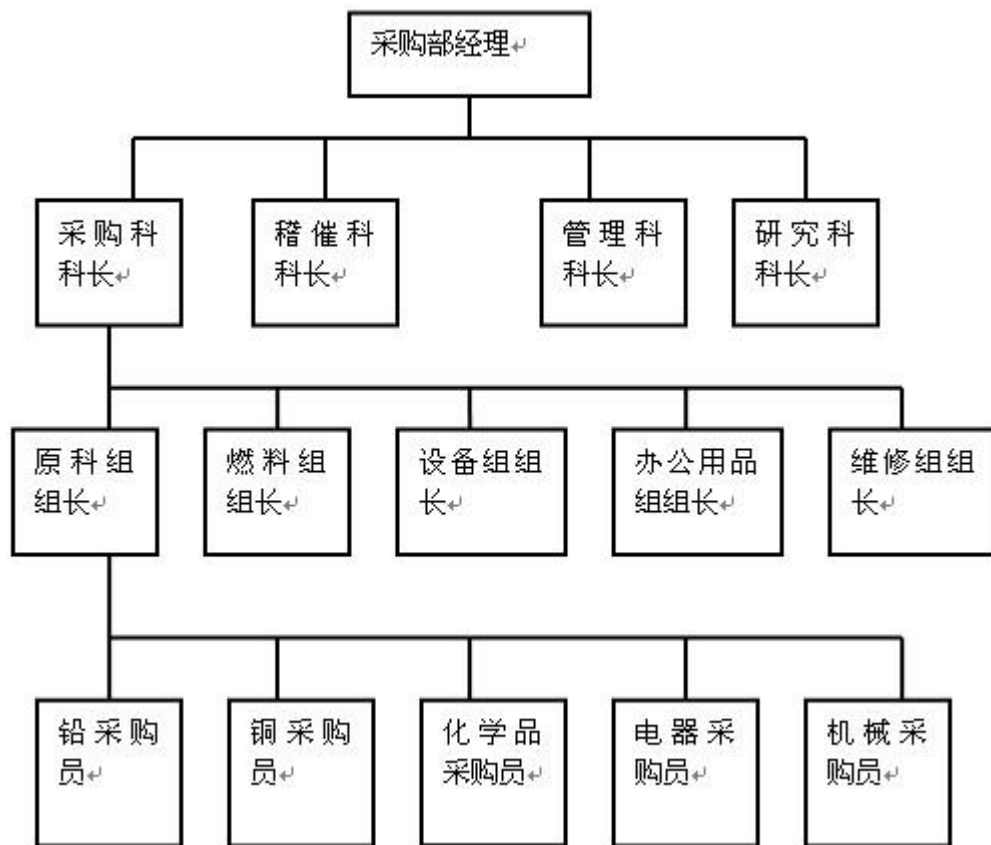 采购部经理
采购科
科长
稽催科
科长
管理科
科长
研究科
科长
原科组
组长
燃料组
组长
设备组组
长
办公用品
组组长
维修组组
长
铅采购
员
铜采购
员
化学品
采购员
电器采
购员
机械采
购员